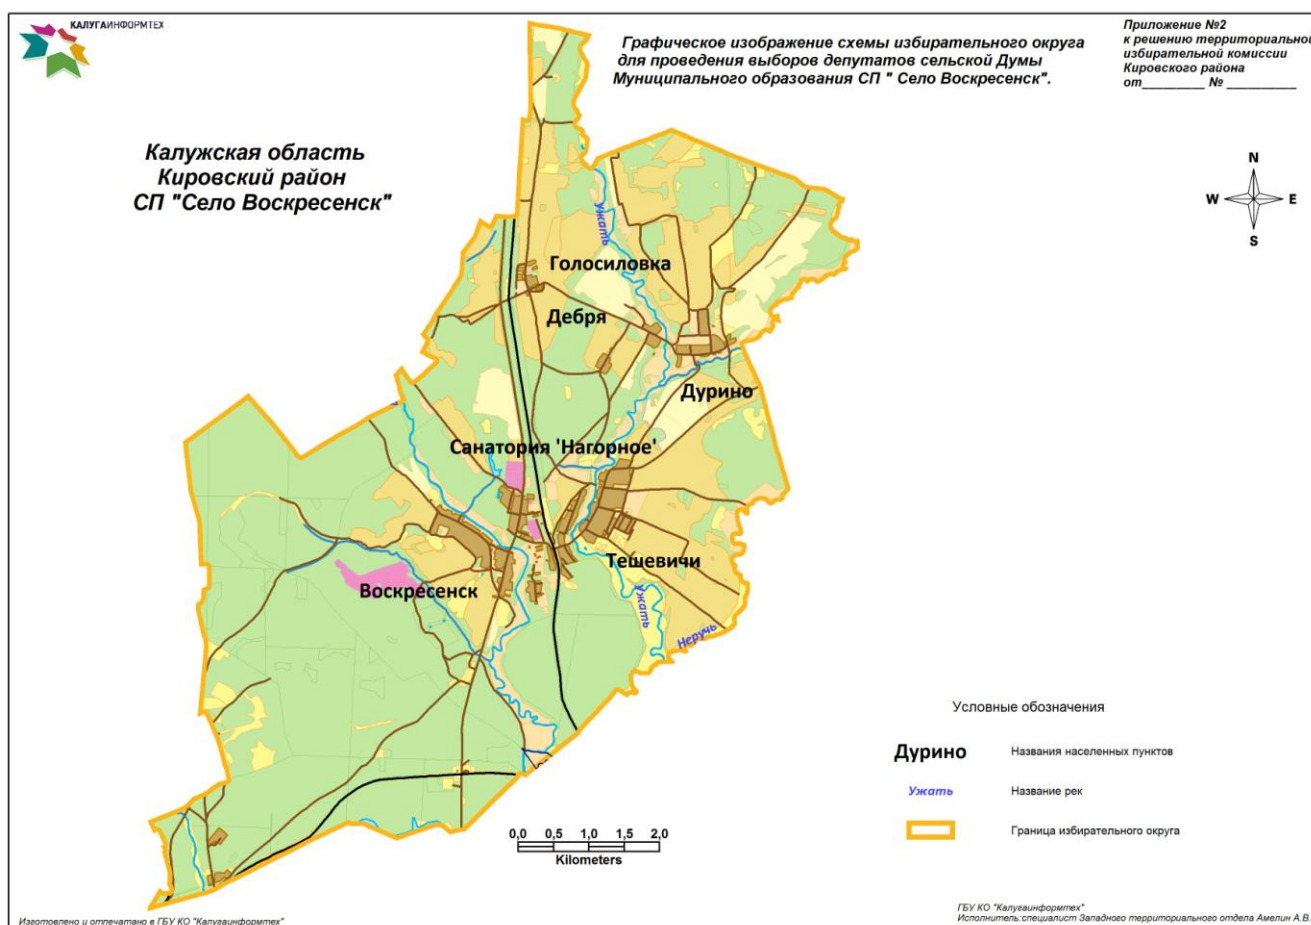 КАЛУГАИНФОРМТЕХ
Графическое изображение схемы избирательного округа
для проведения выборов депутатов сельской Думы
Муниципального образования СП " Село Воскресенск".
Приложение №2
к решению территориальной
избирательной комиссии
Кировского района
от_________ № __________
Калужская область
Кировский район
СП "Село Воскресенск"
N
W E
S
Ужать
Голосиловка
Дебря
Дурино
Санатория 'Нагорное'
Тешевичи
Воскресенск
Ужать
Неручь
Условные обозначения
Дурино Названия населенных пунктов
Ужать Название рек
Граница избирательного округа
0,0 0,5 1,0 1,5 2,0
Kilometers
Изготовлено и отпечатано в ГБУ КО "Калугаинформтех"
ГБУ КО "Калугаинформтех"
Исполнитель:специалист Западного территориального отдела Амелин А.В.